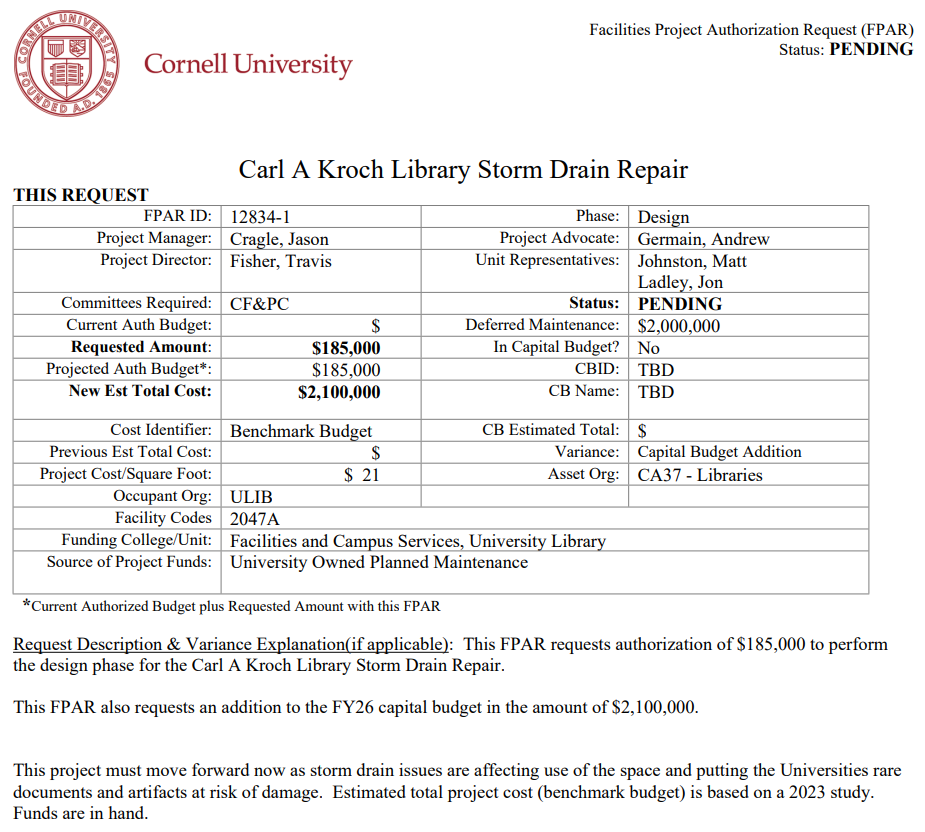 CORNELL UNIVERSITY
FOUNDED A.D. 1865
Cornell University
Facilities Project Authorization Request (FPAR)
Status: PENDING
Carl A Kroch Library Storm Drain Repair
THIS REQUEST
FPAR ID: 12834-1 Phase: Design
Project Manager: Cragle, Jason Project Advocate: Germain, Andrew
Project Director: Fisher, Travis Unit Representatives: Johnston, Matt
Ladley, Jon
Committees Required: CF&PC Status: PENDING
Current Auth Budget: $ Deferred Maintenance: $2,000,000
Requested Amount: $185,000 In Capital Budget? No
Projected Auth Budget*: $185,000 CBID: TBD
New Est Total Cost: $2,100,000 CB Name: TBD
Cost Identifier: Benchmark Budget CB Estimated Total: $
Previous Est Total Cost: $ Variance: Capital Budget Addition
Project Cost/Square Foot: $ 21 Asset Org: CA37 - Libraries
Occupant Org: ULIB
Facility Codes 2047A
Funding College/Unit: Facilities and Campus Services, University Library
Source of Project Funds: University Owned Planned Maintenance
*Current Authorized Budget plus Requested Amount with this FPAR
Request Description & Variance Explanation(if applicable): This FPAR requests authorization of $185,000 to perform
the design phase for the Carl A Kroch Library Storm Drain Repair.
This FPAR also requests an addition to the FY26 capital budget in the amount of $2,100,000.
This project must move forward now as storm drain issues are affecting use of the space and putting the Universities rare
documents and artifacts at risk of damage. Estimated total project cost (benchmark budget) is based on a 2023 study.
Funds are in hand.